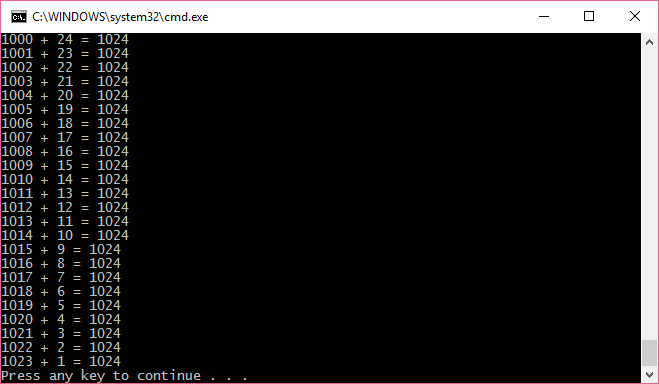 C:\WINDOWS\system32\cmd.exe
1000 + 24 = 1024
1001 + 23 = 1024
1002 + 22 = 1024
1003 + 21 = 1024
1004 + 20 = 1024
1005 + 19 = 1024
1006 + 18 = 1024
1007 + 17 = 1024
1008 + 16 = 1024
1009 + 15 = 1024
1010 + 14 = 1024
1011 + 13 = 1024
1012 + 12 = 1024
1013 + 11 = 1024
1014 + 10 = 1024
1015 + 9 = 1024
1016 + 8 = 1024
1017 + 7 = 1024
1018 + 6 = 1024
1019 + 5 = 1024
1020 + 4 = 1024
1021 + 3 = 1024
1022 + 2 = 1024
1023 + 1 = 1024
Press any key to continue . . .